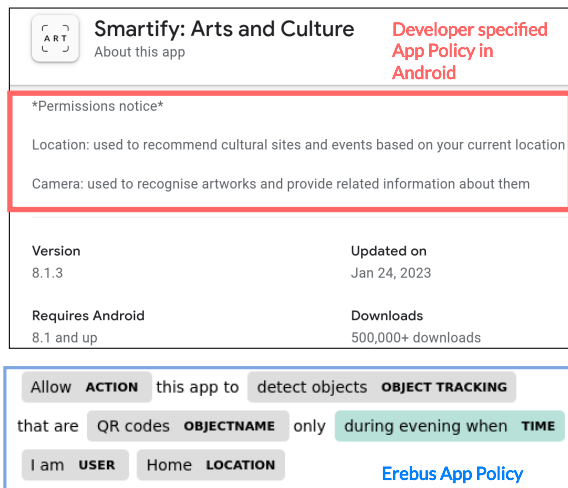 ART
Smartify: Arts and Culture
About this app
Developer specified
App Policy in
Android
*Permissions notice*
Location: used to recommend cultural sites and events based on your current location
Camera: used to recognise artworks and provide related information about them
Version
Updated on
8.1.3
Jan 24, 2023
Requires Android
Downloads
8.1 and up
500,000+ downloads
Allow ACTION this app to detect objects OBJECT TRACKING
that are QR codes OBJECTNAME only during evening when TIME
I am USER Home LOCATION
Erebus App Policy